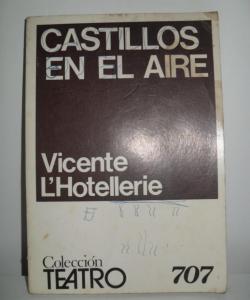 CASTILLOS
EN EL AIRE
Vicente
L'Hotellerie
Colección
TEATRO
707